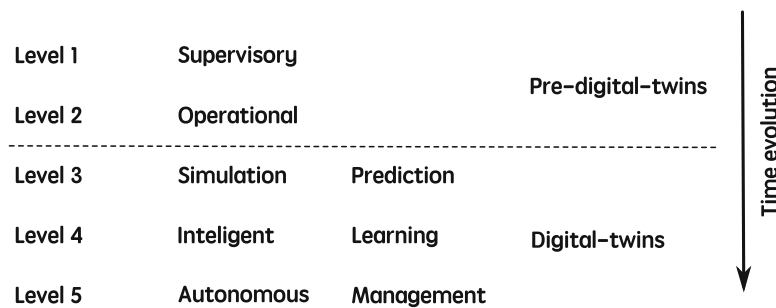 Level 1 Supervisory
Pre-digital-twins
Level 2 Operational
Level 3 Simulation Prediction
Level 4 Inteligent Learning
Digital-twins
Level 5 Autonomous Management
Time evolution